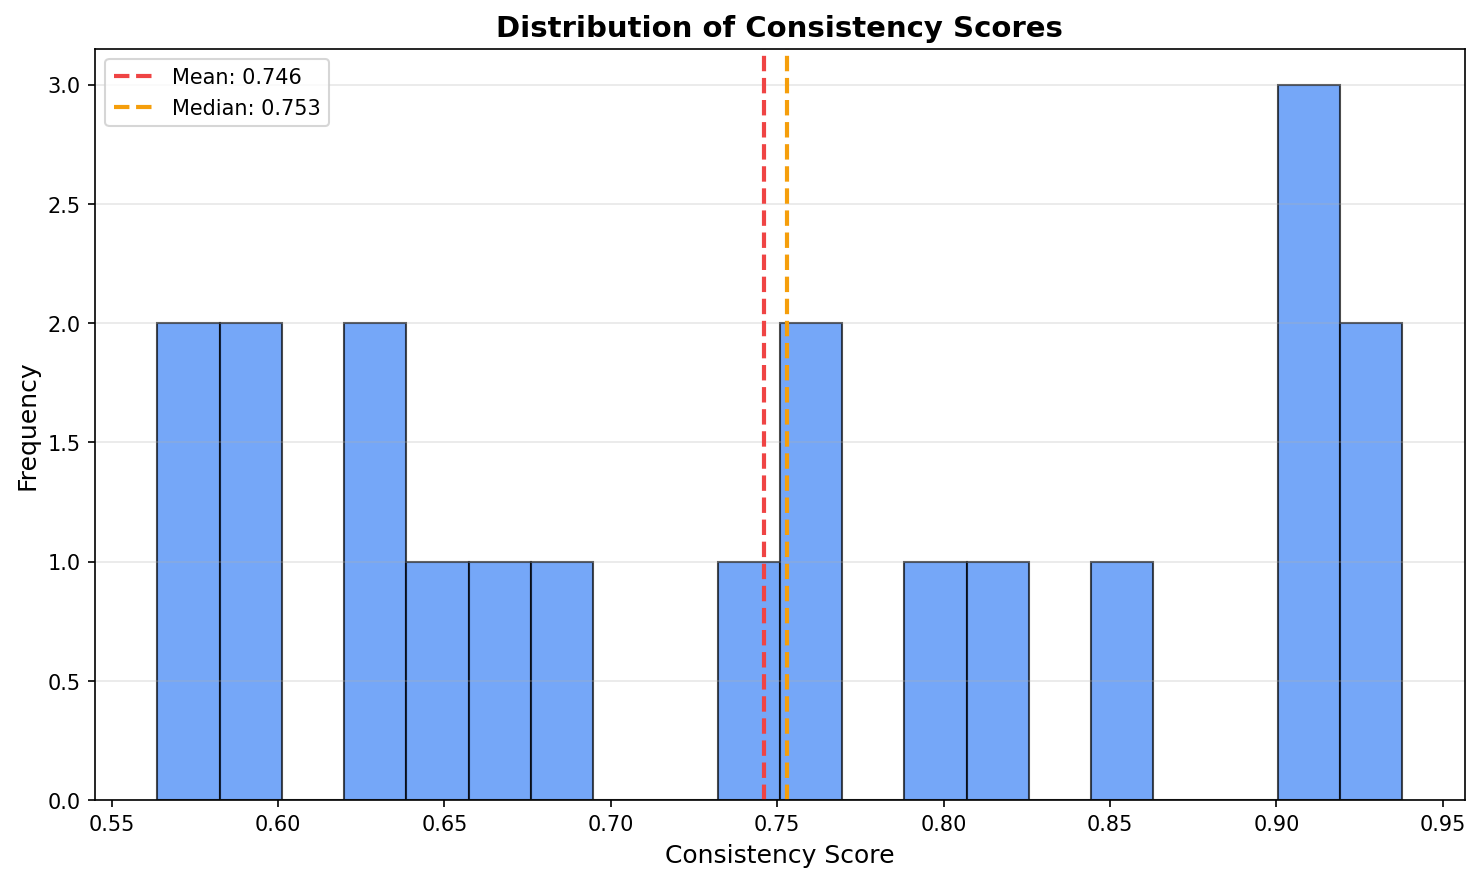 Distribution of Consistency Scores
Mean: 0.746
Median: 0.753
Frequency
3.0
2.5
2.0
1.5
1.0
0.5
0.0
0.55 0.60 0.65 0.70 0.75 0.80 0.85 0.90 0.95
Consistency Score